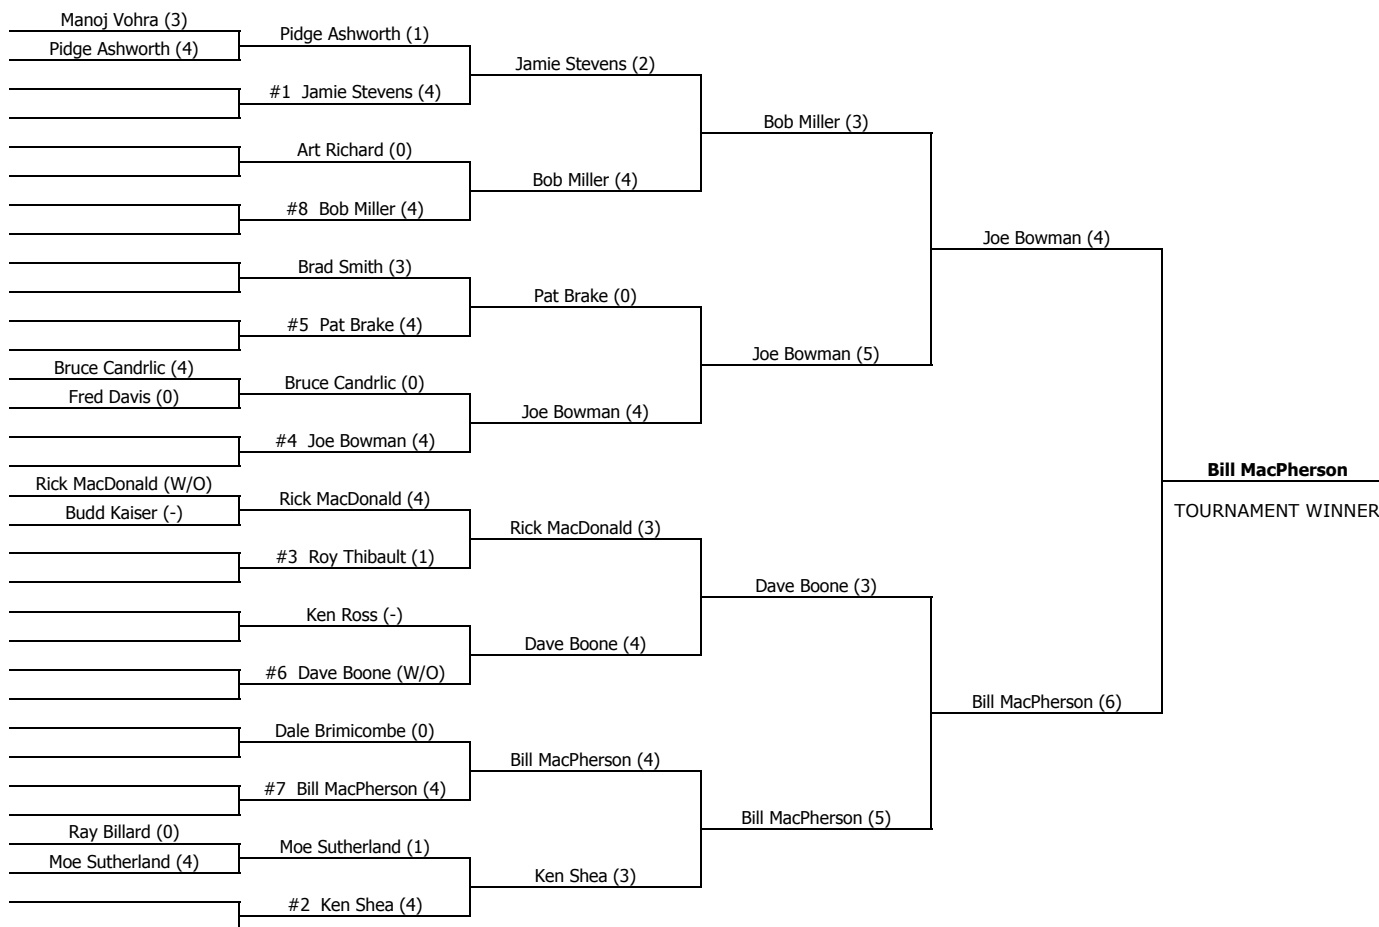 Manoj Vohra (3)
Pidge Ashworth (4)
Bruce Candrlic (4)
Fred Davis (0)
Rick MacDonald (W/O)
Budd Kaiser (-)
Ray Billard (0)
Moe Sutherland (4)
Pidge Ashworth (1)
#1 Jamie Stevens (4)
Art Richard (0)
#8 Bob Miller (4)
Brad Smith (3)
#5 Pat Brake (4)
Bruce Candrlic (0)
#4 Joe Bowman (4)
Rick MacDonald (4)
#3 Roy Thibault (1)
Ken Ross (-)
#6 Dave Boone (W/O)
Dale Brimicombe (0)
#7 Bill MacPherson (4)
Moe Sutherland (1)
#2 Ken Shea (4)
Jamie Stevens (2)
Bob Miller (4)
Pat Brake (0)
Joe Bowman (4)
Rick MacDonald (3)
Dave Boone (4)
Bill MacPherson (4)
Ken Shea (3)
Bob Miller (3)
Joe Bowman (5)
Dave Boone (3)
Bill MacPherson (5)
Joe Bowman (4)
Bill MacPherson (6)
Bill MacPherson
TOURNAMENT WINNER